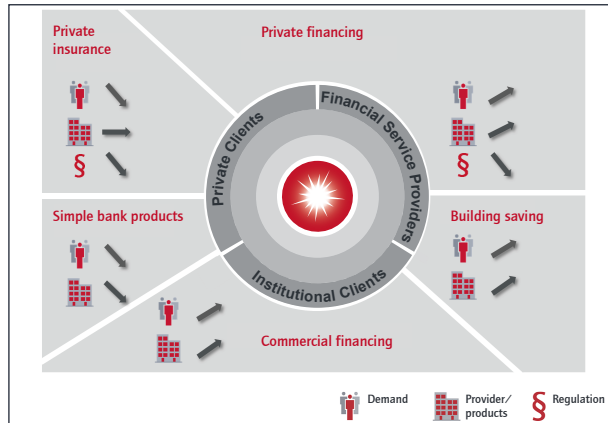 Private
insurance
Private financing
§
§
Private Clients
Financial Service Providers
Institutional Clients
Simple bank products
Building saving
Commercial financing
Demand
Provider/
products
§
Regulation